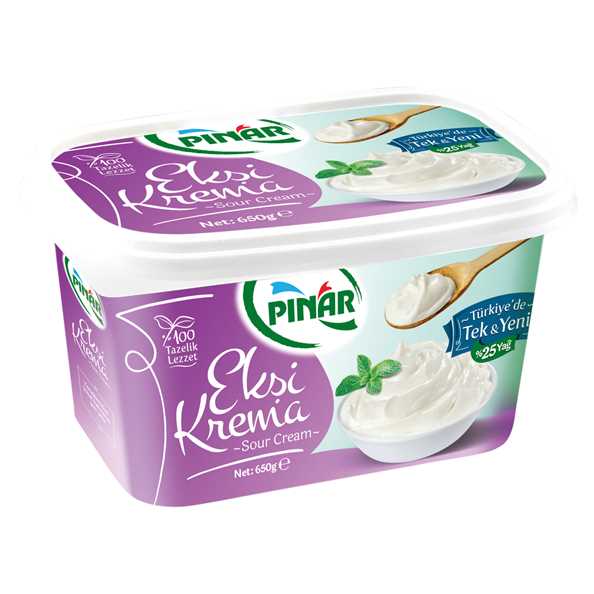 PINAR
%100
Tazelik
Lezzet
Ekşi
Krema
~Sour Cream~
Net: 650g ℮
Türkiye'de
Tek & Yeni
%25 Yağ
PINAR
%100
Tazelik
Lezzet
Ekşi
Krema
~Sour Cream~
Net: 650g ℮
~Türkiye'de~
Tek & Yeni
%25 Yağ